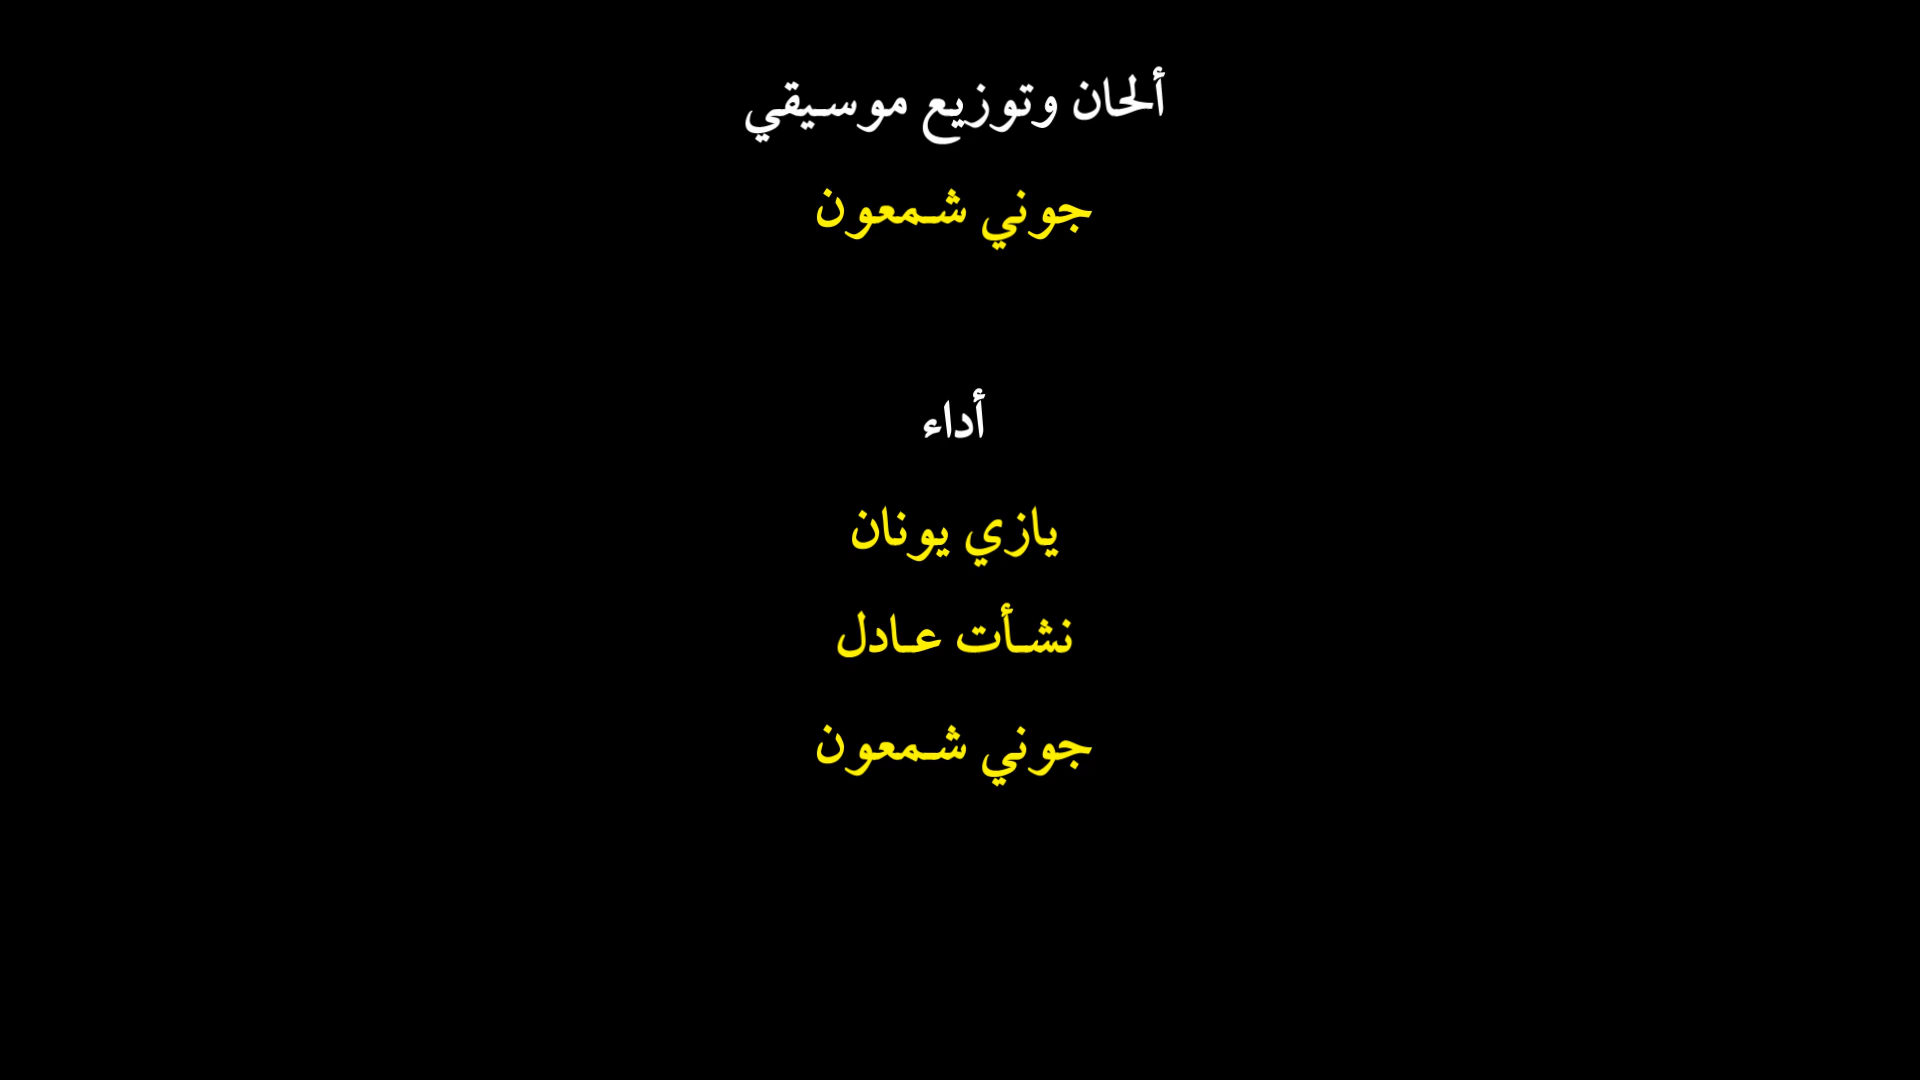 ألحان وتوزيع موسيقي
جوني شمعون
أداء
يازي يونان
نشأت عادل
جوني شمعون